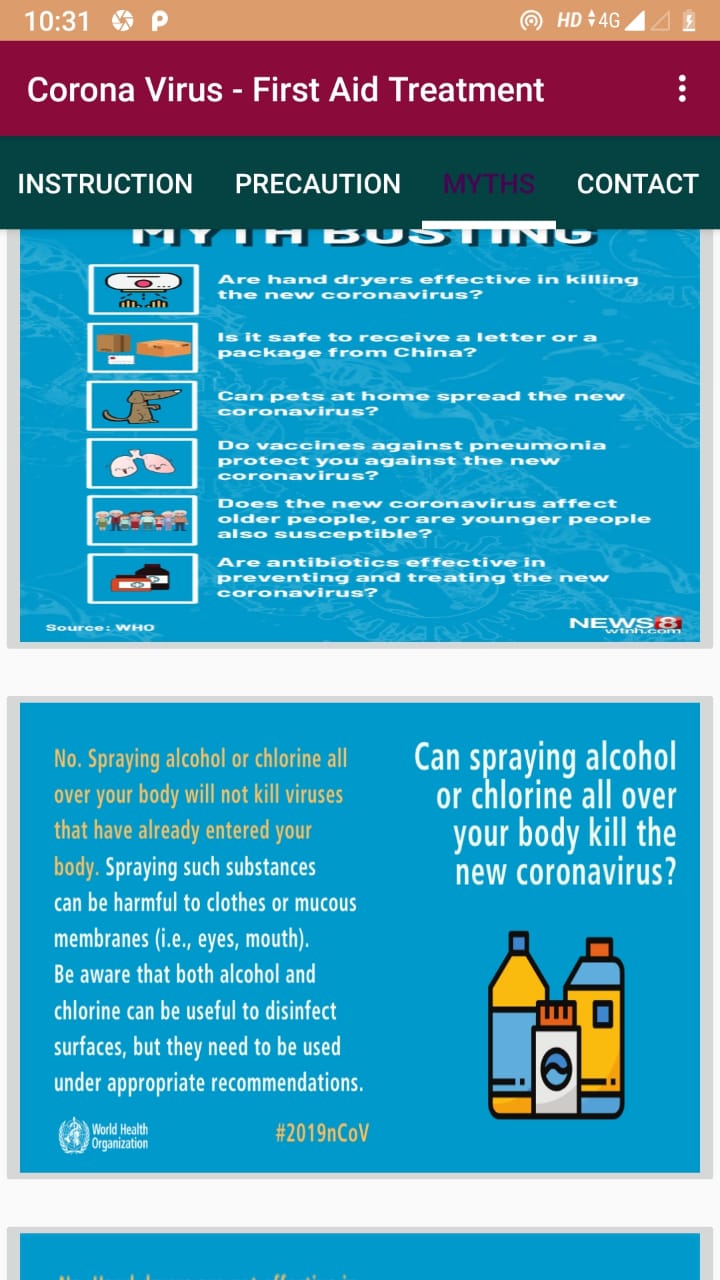 10:31 P HD 4G
Corona Virus - First Aid Treatment
INSTRUCTION PRECAUTION MYTHS CONTACT
MYTH BUSTING
Are hand dryers effective in killing
the new coronavirus?
Is it safe to receive a letter or a
package from China?
Can pets at home spread the new
coronavirus?
Do vaccines against pneumonia
protect you against the new
coronavirus?
Does the new coronavirus affect
older people, or are younger people
also susceptible?
Are antibiotics effective in
preventing and treating the new
coronavirus?
Source: WHO
NEWS8
wtnh.com
Can spraying alcohol
or chlorine all over
your body kill the
new coronavirus?
No. Spraying alcohol or chlorine all
over your body will not kill viruses
that have already entered your
body. Spraying such substances
can be harmful to clothes or mucous
membranes (i.e., eyes, mouth).
Be aware that both alcohol and
chlorine can be useful to disinfect
surfaces, but they need to be used
under appropriate recommendations.
World Health
Organization
#2019nCoV